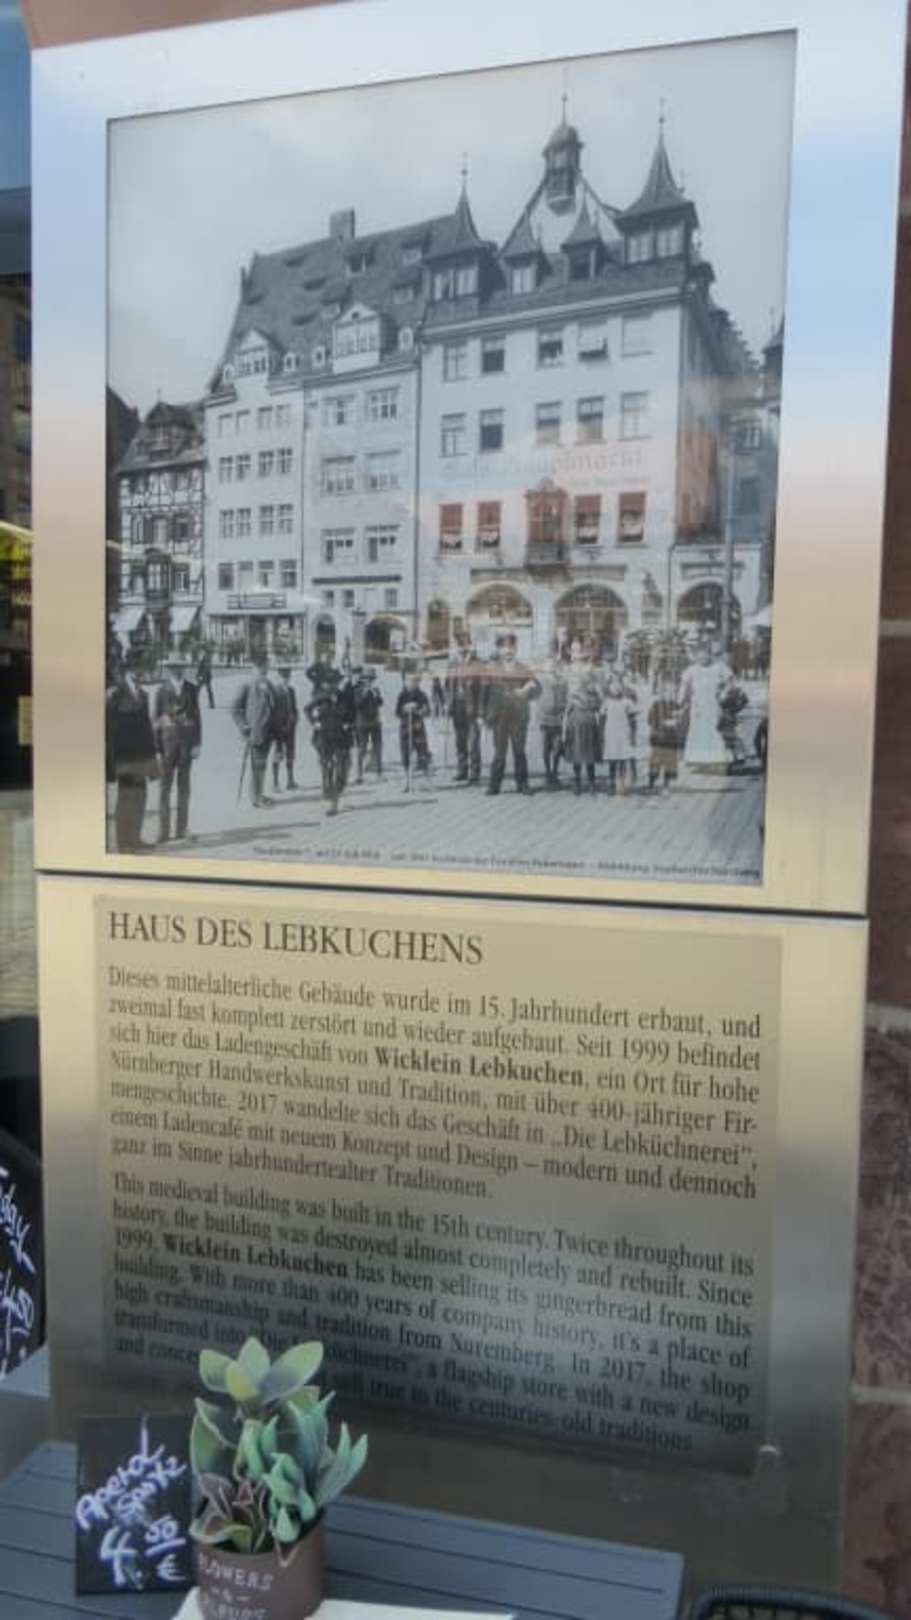 HAUS DES LEBKUCHENS
Dieses mittelalterliche Gebäude wurde im 15. Jahrhundert erbaut, und
zweimal fast komplett zerstört und wieder aufgebaut. Seit 1999 befindet
sich hier das Ladengeschäft von Wicklein Lebkuchen, ein Ort für hohe
Nürnberger Handwerkskunst und Tradition, mit über 400-jähriger Fir-
mengeschichte. 2017 wandelte sich das Geschäft in „Die Lebküchnerei“,
einem Ladencafé mit neuem Konzept und Design – modern und dennoch
ganz im Sinne jahrhundertealter Traditionen.
This medieval building was built in the 15th century. Twice throughout its
history, the building was destroyed almost completely and rebuilt. Since
1999, Wicklein Lebkuchen has been selling its gingerbread from this
building. With more than 400 years of company history, it's a place of
high craftsmanship and tradition from Nuremberg. In 2017, the shop
transformed into a flagship store with a new design
and true to the centuries-old traditions
Aperol
Spritz
4.50
€
FLOWERS
-&-